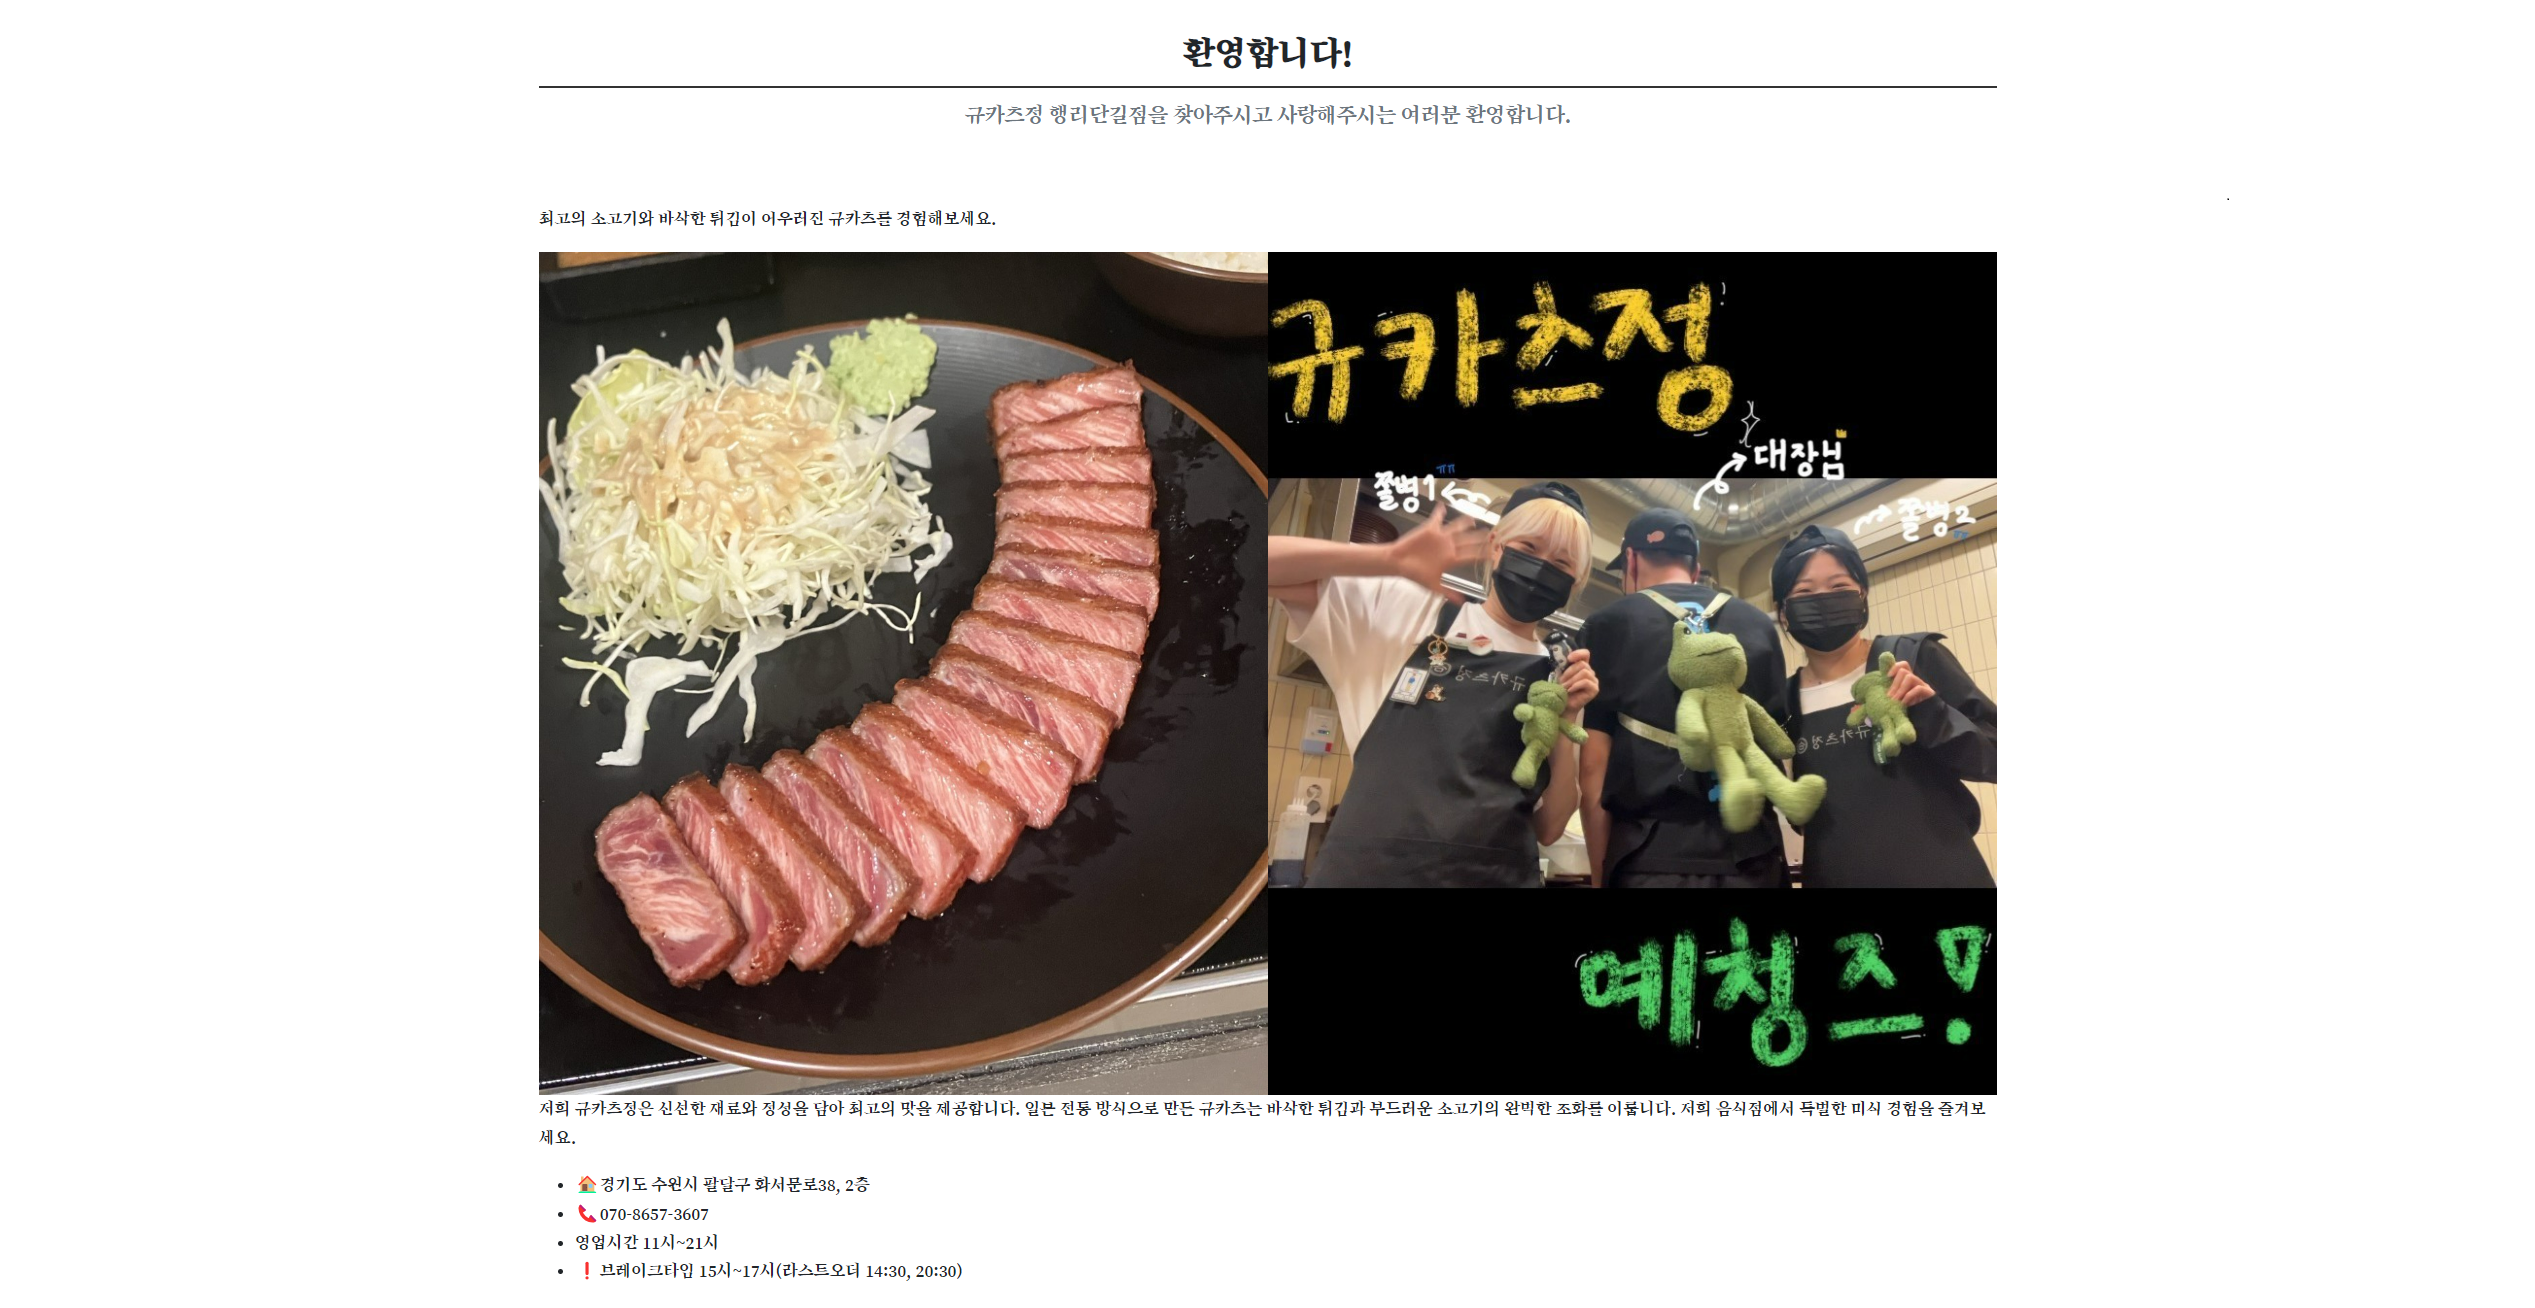 환영합니다!
규카츠정 행리단길점을 찾아주시고 사랑해주시는 여러분 환영합니다.
최고의 소고기와 바삭한 튀김이 어우러진 규카츠를 경험해보세요.
규카츠정
대장님
쫄병1 ㅠㅠ
쫄병2
규카츠정
규카츠정
예청즈!
저희 규카츠정은 신선한 재료와 정성을 담아 최고의 맛을 제공합니다. 일본 전통 방식으로 만든 규카츠는 바삭한 튀김과 부드러운 소고기의 완벽한 조화를 이룹니다. 저희 음식점에서 특별한 미식 경험을 즐겨보
세요.
• 🏠 경기도 수원시 팔달구 화서문로38, 2층
• 📞 070-8657-3607
• 영업시간 11시~21시
• ❗ 브레이크타임 15시~17시(라스트오더 14:30, 20:30)